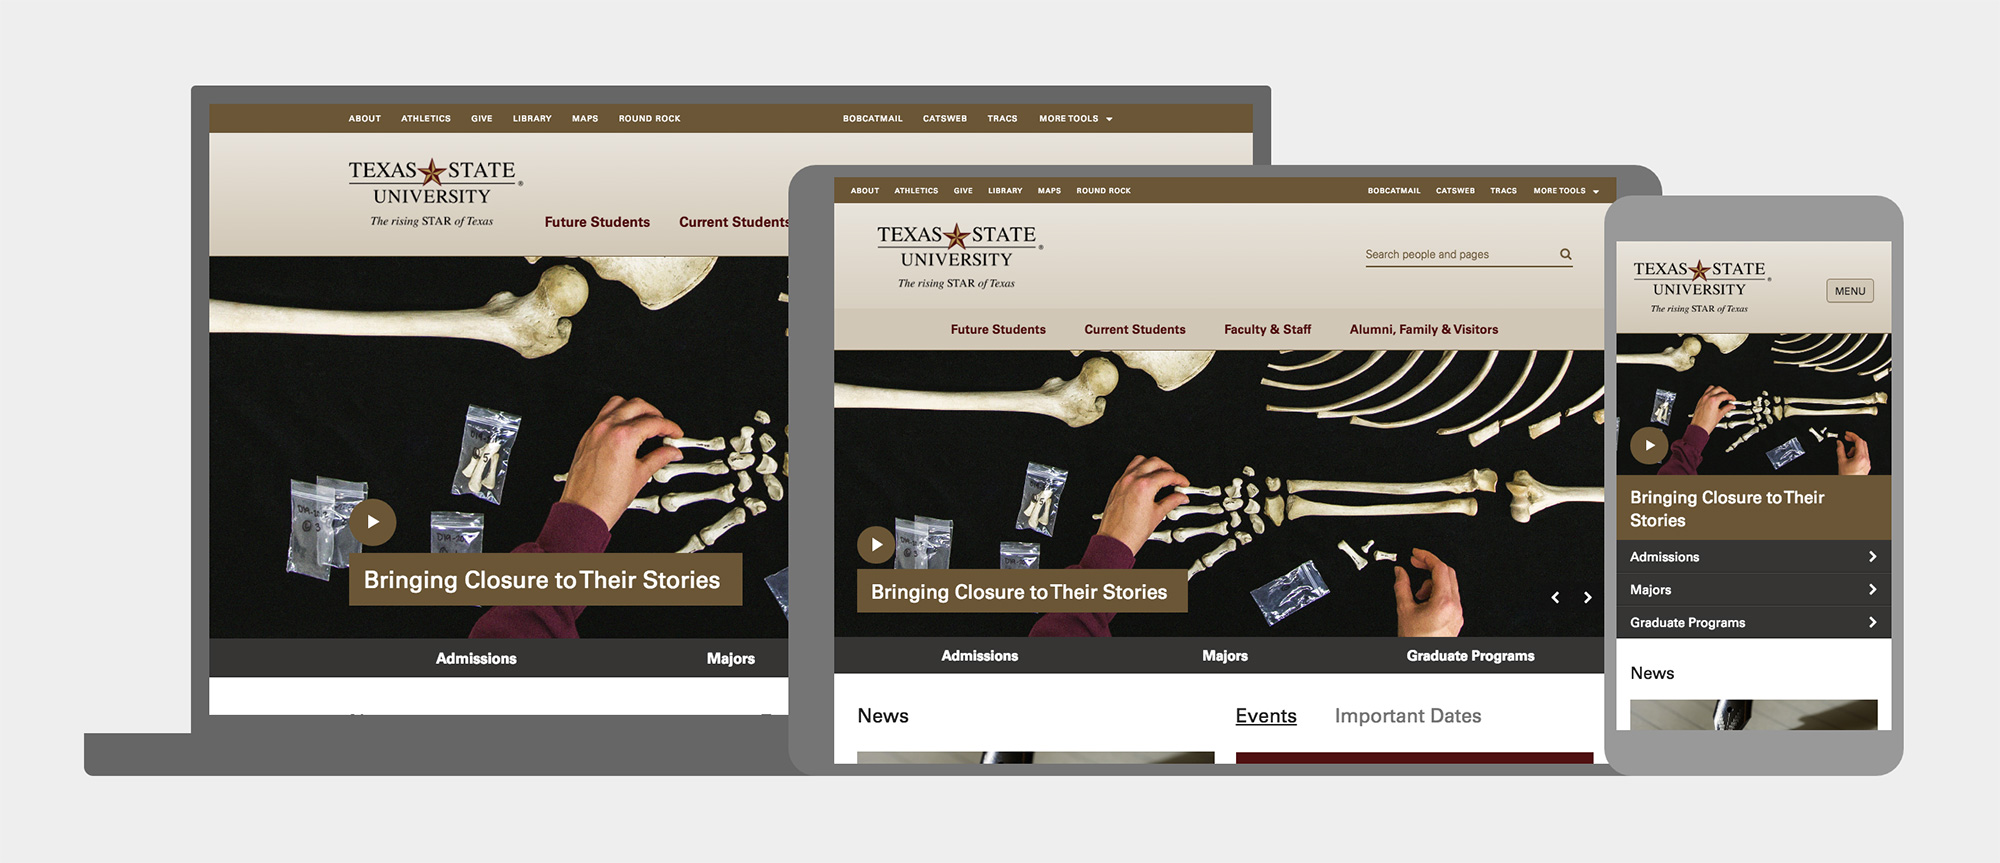 ABOUT ATHLETICS GIVE LIBRARY MAPS ROUND ROCK BOBCATMAIL CATSWEB TRACS MORE TOOLS
TEXAS STATE
UNIVERSITY
The rising STAR of Texas
Future Students Current Students
Bringing Closure to Their Stories
Admissions Majors
ABOUT ATHLETICS GIVE LIBRARY MAPS ROUND ROCK BOBCATMAIL CATSWEB TRACS MORE TOOLS
TEXAS STATE
UNIVERSITY
The rising STAR of Texas
Search people and pages
Future Students Current Students Faculty & Staff Alumni, Family & Visitors
Bringing Closure to Their Stories
Admissions Majors Graduate Programs
News Events Important Dates
TEXAS STATE
UNIVERSITY
The rising STAR of Texas
MENU
Bringing Closure to Their
Stories
Admissions
Majors
Graduate Programs
News